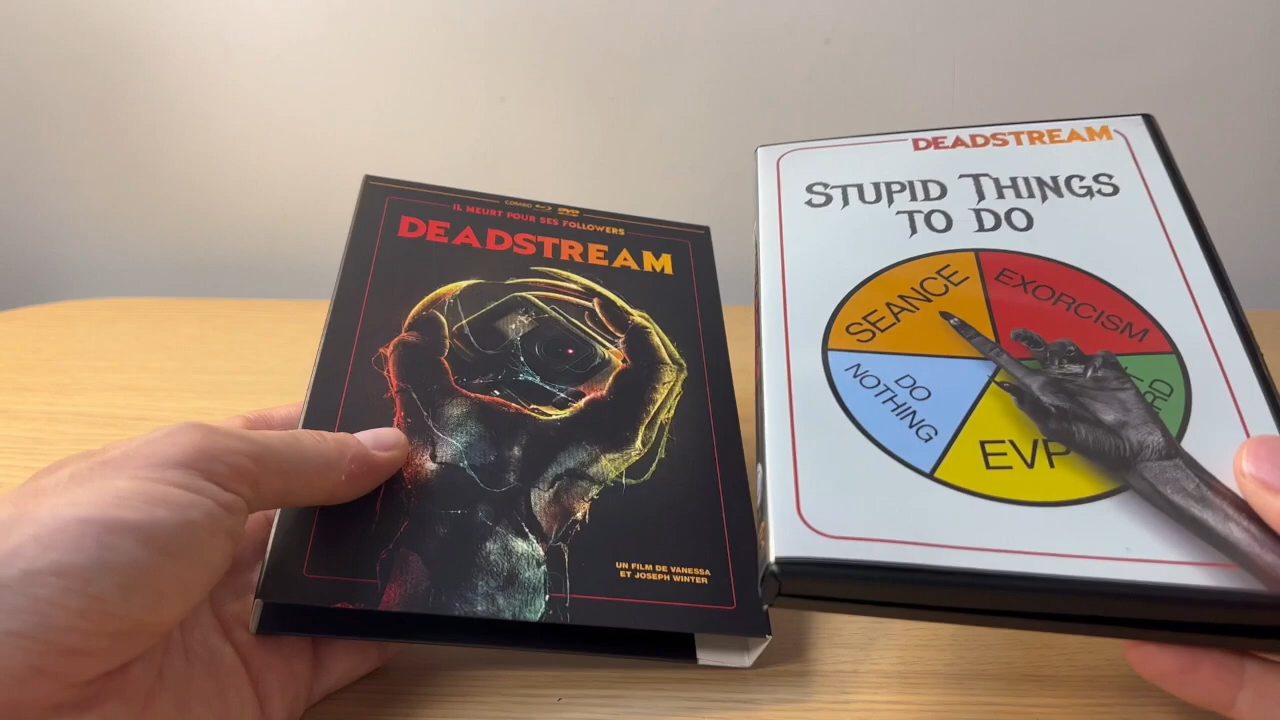 COMBO
IL MEURT POUR SES FOLLOWERS
DEADSTREAM
UN FILM DE VANESSA
ET JOSEPH WINTER
DEADSTREAM
STUPID THINGS
TO DO
SEANCE
EXORCISM
DO
NOTHING
EVP